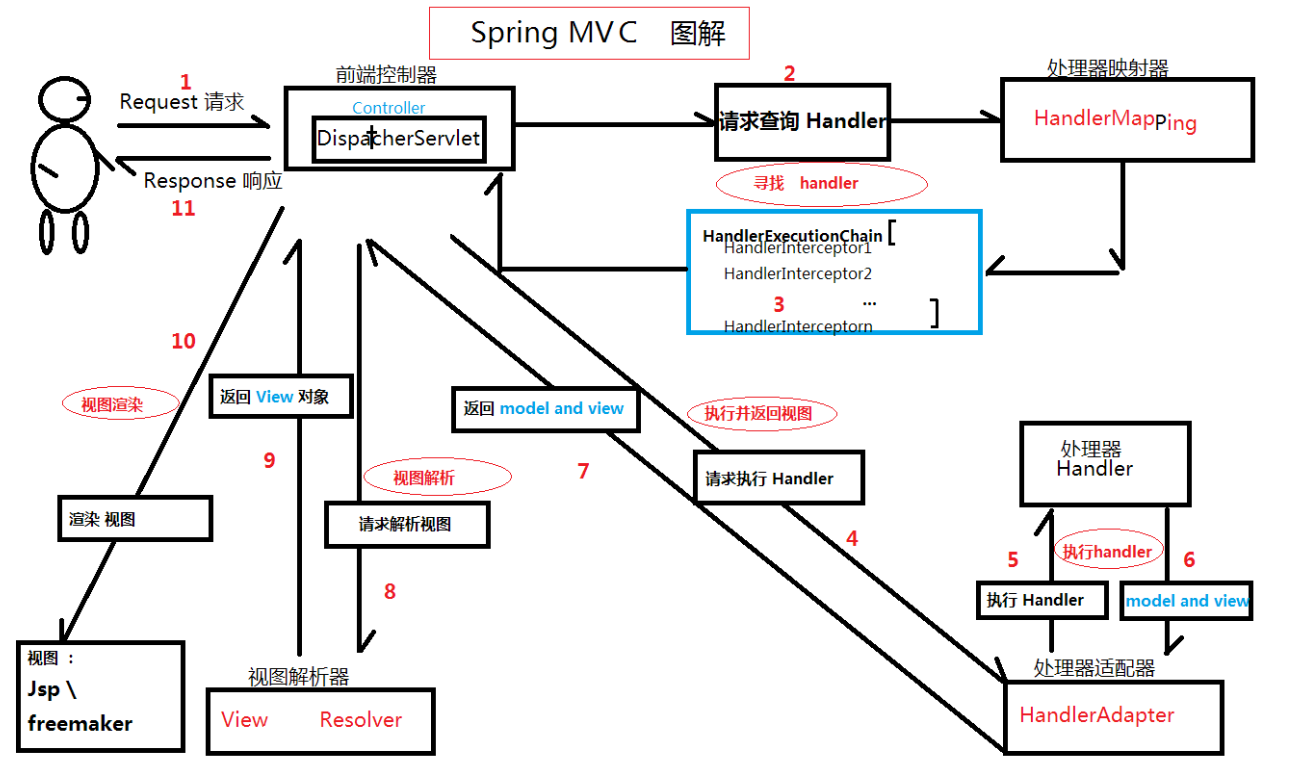 Spring MVC 图解
1
Request 请求
前端控制器
Controller
DispatcherServlet
2
请求查询 Handler
处理器映射器
HandlerMapPing
Response 响应
11
寻找 handler
HandlerExecutionChain [
HandlerInterceptor1
HandlerInterceptor2
3 ...
HandlerInterceptorn ]
10
视图渲染
返回 View 对象
9
返回 model and view
7
执行并返回视图
请求执行 Handler
4
视图解析
请求解析视图
8
渲染 视图
处理器
Handler
5
执行handler
6
执行 Handler
model and view
视图 ：
Jsp \
freemaker
视图解析器
View Resolver
处理器适配器
HandlerAdapter